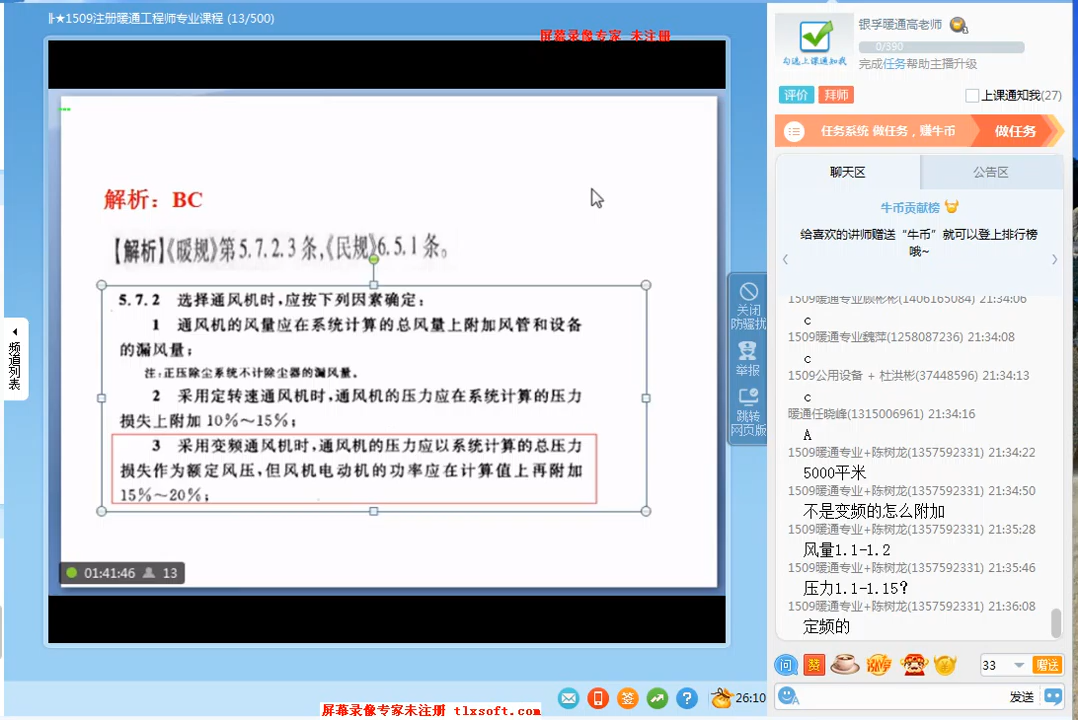 ╟★1509注册暖通工程师专业课程 (13/500)
屏幕录像专家 未注册
解析：BC
【解析】《暖规》第5.7.2.3条,《民规》6.5.1条。
5.7.2 选择通风机时,应按下列因素确定：
1 通风机的风量应在系统计算的总风量上附加风管和设备
的漏风量；
注：正压除尘系统不计除尘器的漏风量。
2 采用定转速通风机时,通风机的压力应在系统计算的压力
损失上附加 10%～15%；
3 采用变频通风机时,通风机的压力应以系统计算的总压力
损失作为额定风压,但风机电动机的功率应在计算值上再附加
15%～20%；
01:41:46 13
频道列表
关闭
防骚扰
举报
跳转
网页版
26:10
屏幕录像专家未注册 tlxsoft.com
勾选上课通知我
银孚暖通高老师
0/390
完成任务帮助主播升级
评价 拜师
上课通知我(27)
任务系统 做任务，赚牛币
做任务
聊天区 公告区
牛币贡献榜
给喜欢的讲师赠送“牛币”就可以登上排行榜
哦~
1509暖通专业顾彬彬(1406165084) 21:34:06
c
1509暖通专业魏萍(1258087236) 21:34:08
c
1509公用设备 + 杜洪彬(37448596) 21:34:13
c
暖通任晓峰(1315006961) 21:34:16
A
1509暖通专业+陈树龙(1357592331) 21:34:22
5000平米
1509暖通专业+陈树龙(1357592331) 21:34:50
不是变频的怎么附加
1509暖通专业+陈树龙(1357592331) 21:35:28
风量1.1-1.2
1509暖通专业+陈树龙(1357592331) 21:35:46
压力1.1-1.15?
1509暖通专业+陈树龙(1357592331) 21:36:08
定频的
问 赞
33 赠送
发送